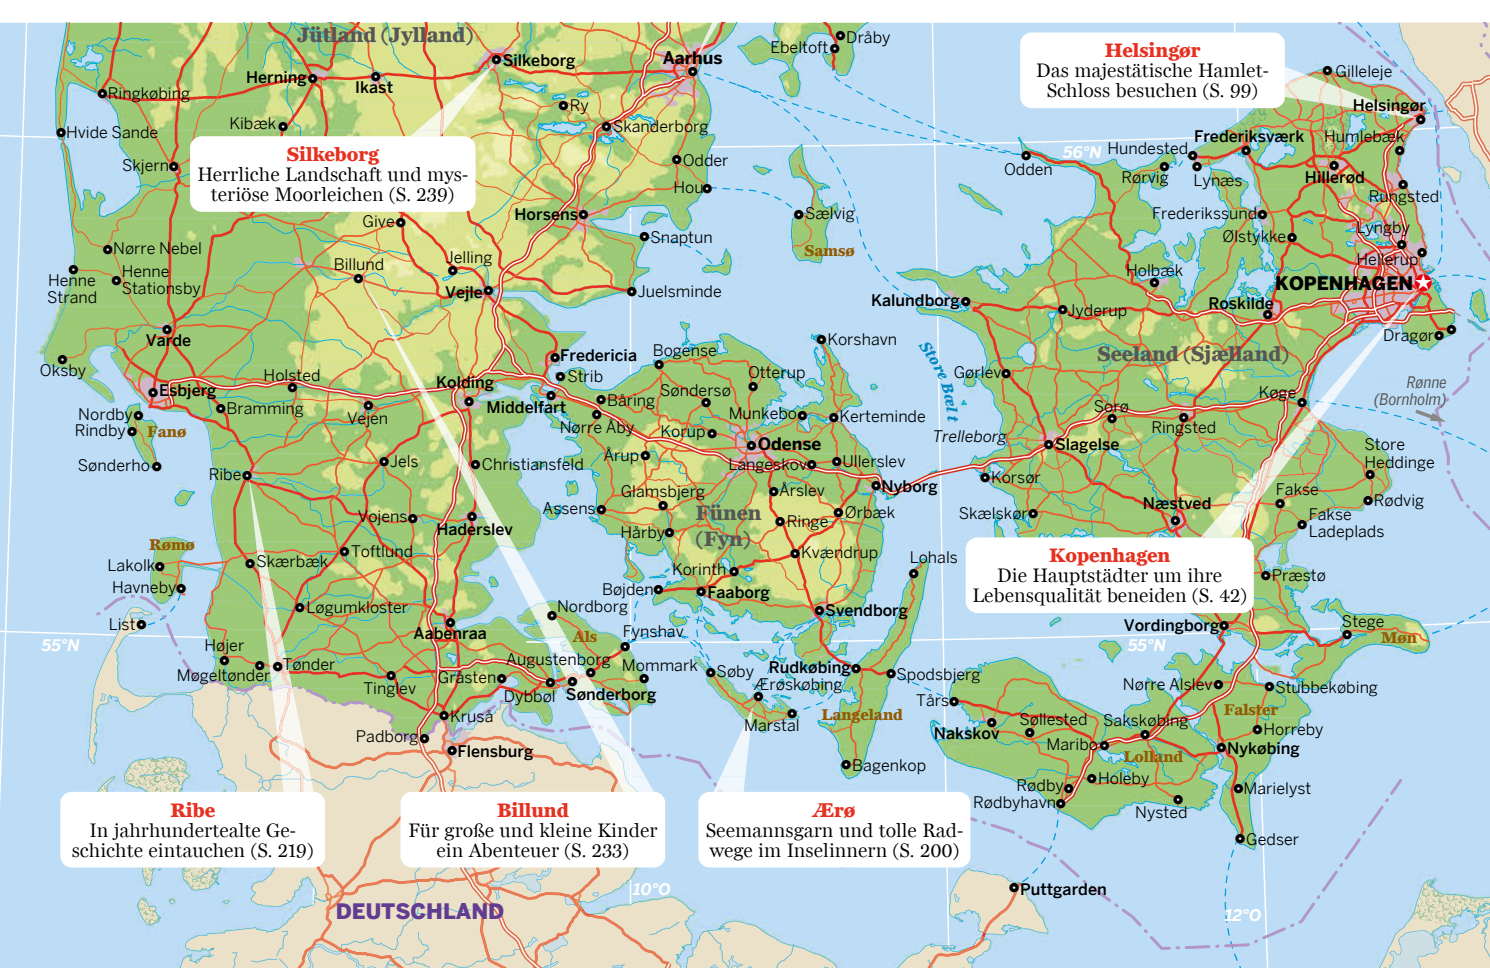 Jütland (Jylland)
Silkeborg
Aarhus
Ebeltoft
Dråby
Herning
Ikast
Ringkøbing
Ry
Kibæk
Skanderborg
Hvide Sande
Skjern
Odder
Hou
Silkeborg
Herrliche Landschaft und mys-
teriöse Moorleichen (S. 239)
Helsingør
Das majestätische Hamlet-
Schloss besuchen (S. 99)
Gilleleje
Helsingør
Frederiksværk
Humlebæk
Hundested
56°N
Odden
Rørvig
Lynæs
Hillerød
Rungsted
Give
Horsens
Sælvig
Frederikssund
Snaptun
Samsø
Ølstykke
Lyngby
Hellerup
Nørre Nebel
Jelling
Billund
Henne
Strand
Henne
Stationsby
Vejle
Juelsminde
Holbæk
KOPENHAGEN
Kalundborg
Roskilde
Jyderup
Varde
Korshavn
Dragør
Fredericia
Bogense
Store Bælt
Seeland (Sjælland)
Oksby
Holsted
Kolding
Strib
Otterup
Gørlev
Rønne
(Bornholm)
Esbjerg
Søndersø
Køge
Nordby
Bramming
Vejen
Middelfart
Båring
Munkebo
Kerteminde
Sorø
Ringsted
Rindby
Fanø
Nørre Åby
Korup
Odense
Trelleborg
Slagelse
Store
Heddinge
Sønderho
Jels
Christiansfeld
Årup
Langeskov
Ullerslev
Ribe
Nyborg
Korsør
Glamsbjerg
Årslev
Fakse
Rødvig
Vojens
Haderslev
Assens
Fünen
(Fyn)
Ringe
Ørbæk
Skælskør
Næstved
Fakse
Ladeplads
Hårby
Rømø
Toftlund
Kværndrup
Lohals
Kopenhagen
Die Hauptstädter um ihre
Lebensqualität beneiden (S. 42)
Lakolk
Skærbæk
Korinth
Præstø
Havneby
Bøjden
Faaborg
Løgumkloster
Nordborg
Svendborg
List
Aabenraa
Als
Fynshav
Vordingborg
Stege
Møn
55°N
55°N
Højer
Augustenborg
Mommark
Søby
Rudkøbing
Spodsbjerg
Møgeltønder
Tønder
Tinglev
Gråsten
Dybbøl
Sønderborg
Ærøskøbing
Nørre Alslev
Stubbekøbing
Kruså
Marstal
Langeland
Tårs
Falster
Padborg
Nakskov
Søllested
Sakskøbing
Horreby
Flensburg
Maribo
Lolland
Nykøbing
Bagenkop
Rødby
Holeby
Marielyst
Rødbyhavn
Nysted
Gedser
Ribe
In jahrhundertealte Ge-
schichte eintauchen (S. 219)
Billund
Für große und kleine Kinder
ein Abenteuer (S. 233)
Ærø
Seemannsgarn und tolle Rad-
wege im Inselinnern (S. 200)
DEUTSCHLAND
10°O
Puttgarden
12°O